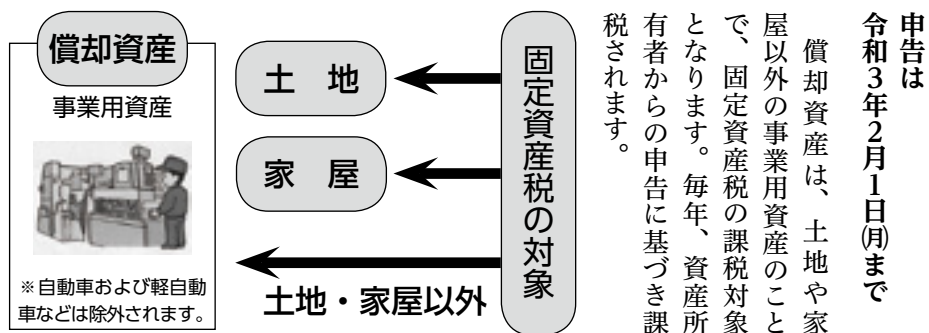 申告は
令和3年2月1日㈪まで
償却資産は、土地や家
屋以外の事業用資産のこと
で、固定資産税の課税対象
となります。毎年、資産所
有者からの申告に基づき課
税されます。
固定資産税の対象
土　地
家　屋
土地・家屋以外
償却資産
事業用資産
※自動車および軽自動
車などは除外されます。